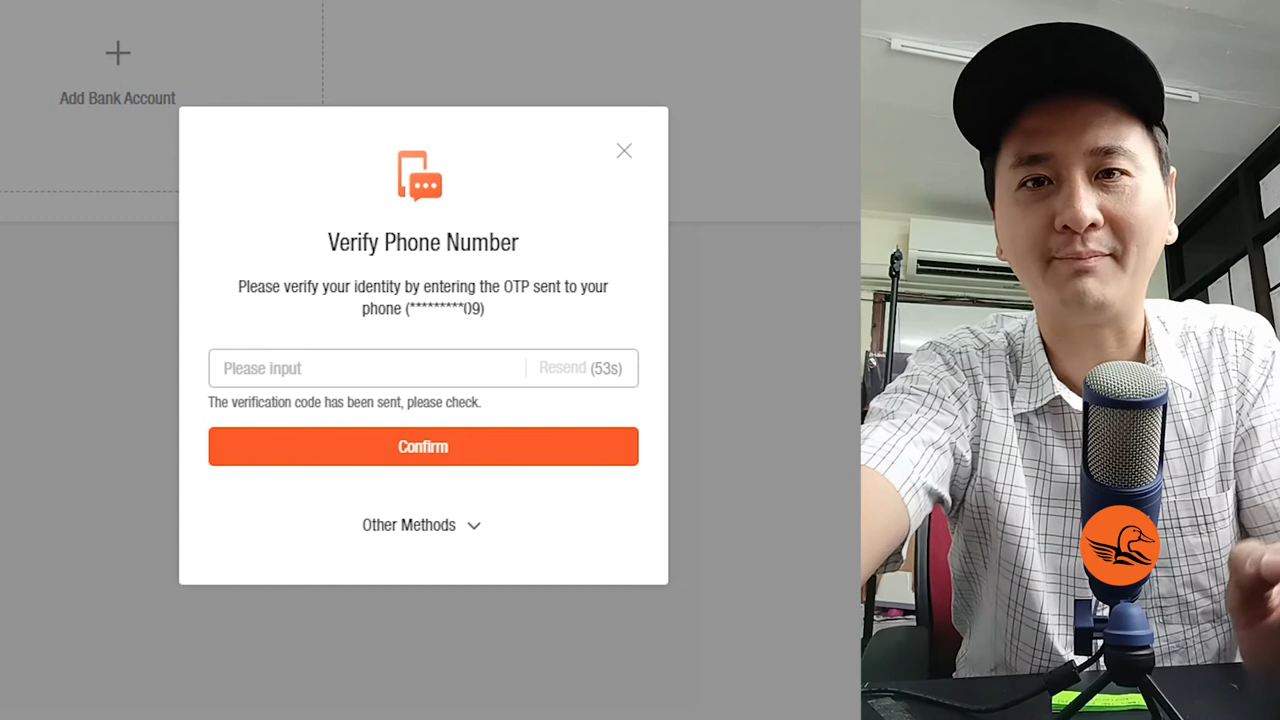 Add Bank Account
Verify Phone Number
Please verify your identity by entering the OTP sent to your
phone (*********09)
Please input
Resend (53s)
The verification code has been sent, please check.
Confirm
Other Methods